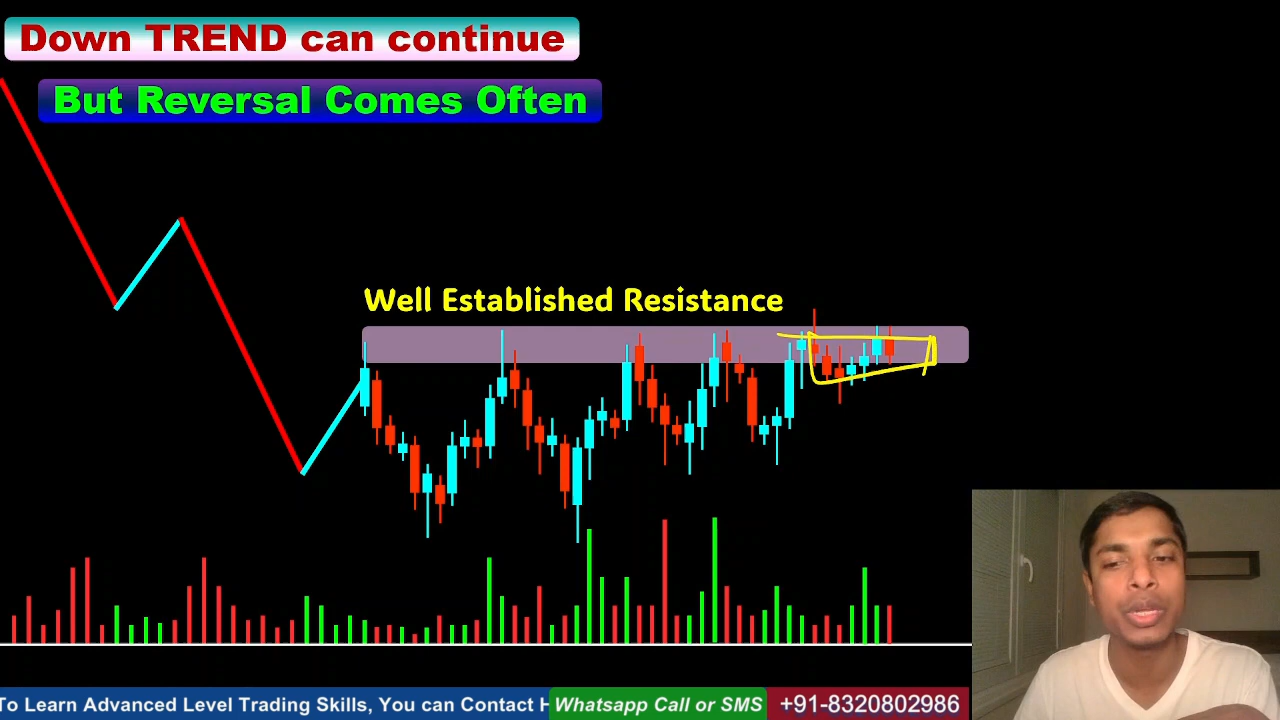 Down TREND can continue
But Reversal Comes Often
Well Established Resistance
To Learn Advanced Level Trading Skills, You can Contact
Whatsapp Call or SMS
+91-8320802986